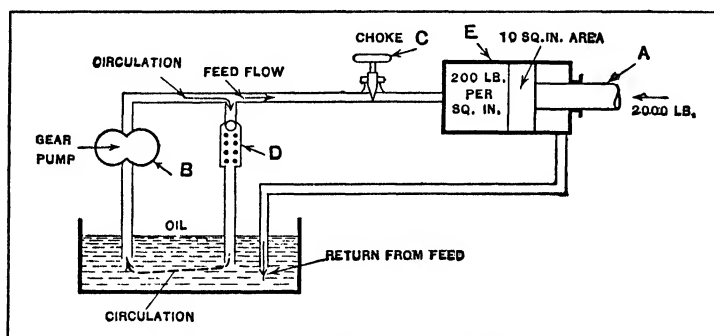 CHOKE
C
E
10 SQ.IN. AREA
A
CIRCULATION
FEED FLOW
200 LB.
PER
SQ. IN.
2000 LB.
GEAR
PUMP
B
D
OIL
RETURN FROM FEED
CIRCULATION